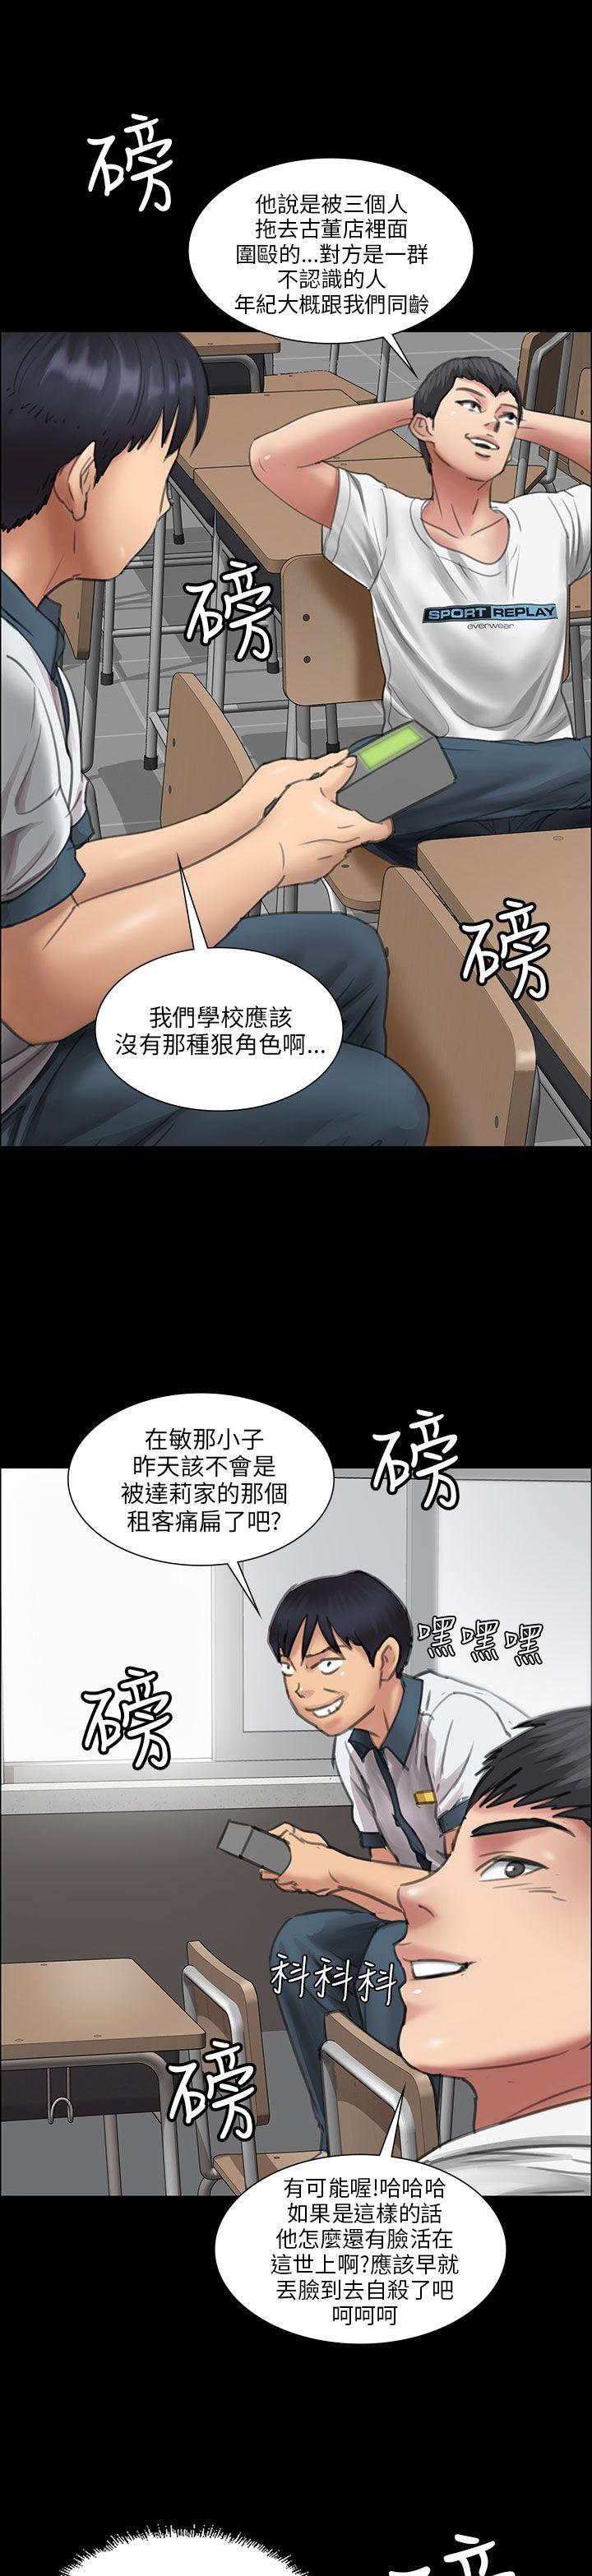 磅
他說是被三個人
拖去古董店裡面
圍毆的...對方是一群
不認識的人
年紀大概跟我們同齡
SPORT REPLAY
everwear
磅
磅
我們學校應該
沒有那種狠角色啊...
在敏那小子
昨天該不會是
被達莉家的那個
租客痛扁了吧?
磅
嘿嘿嘿
磅
科科科
磅
有可能喔!哈哈哈
如果是這樣的話
他怎麼還有臉活在
這世上啊?應該早就
丟臉到去自殺了吧
呵呵呵
磅